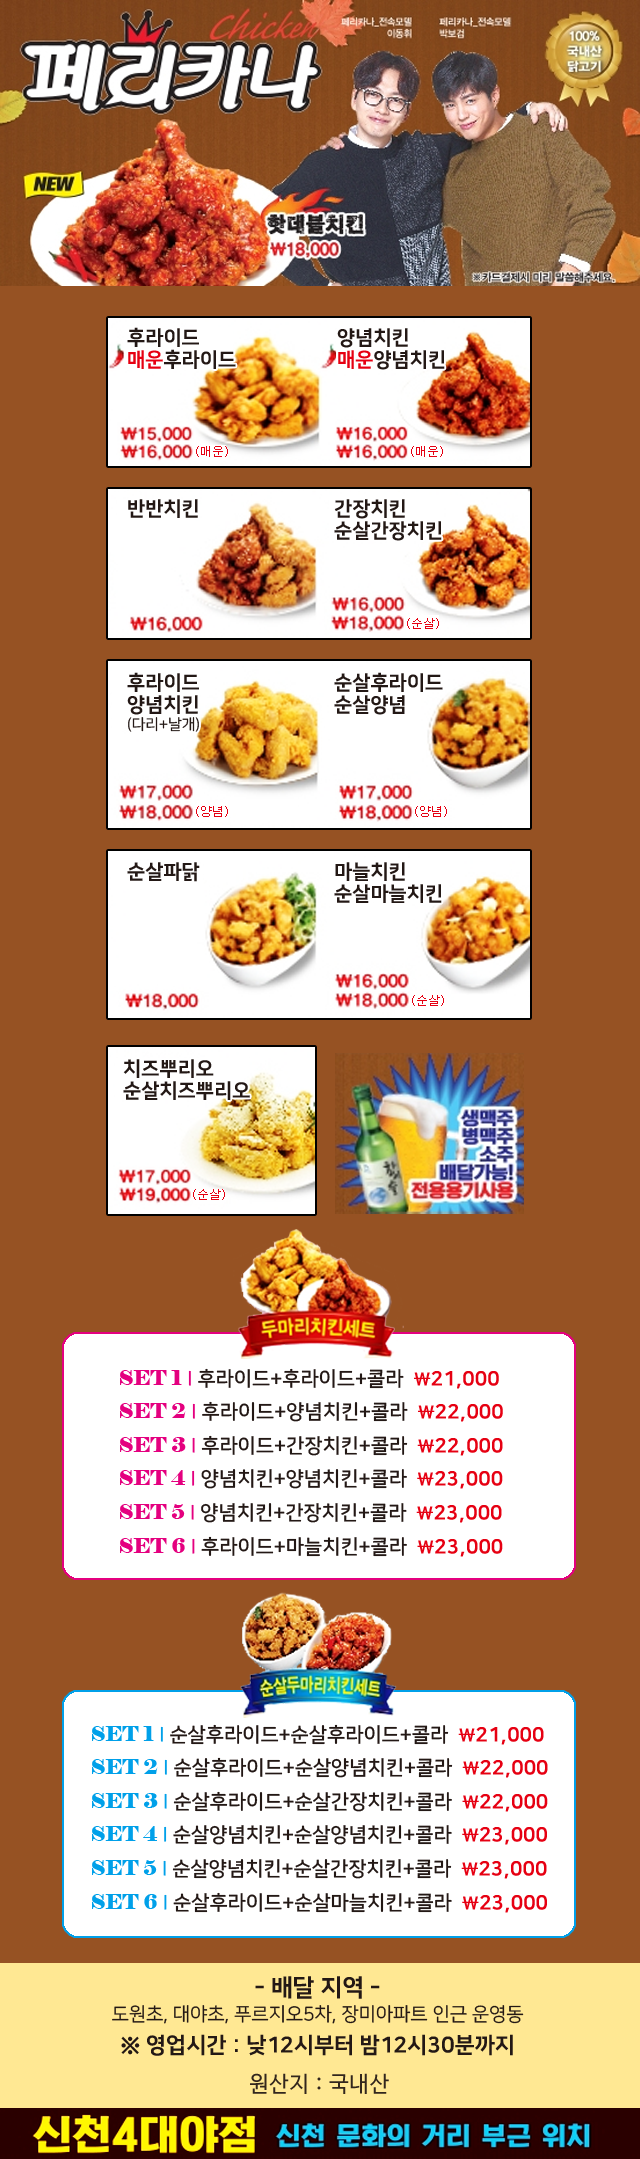 Chicken
페리카나
페리카나_전속모델
이동휘
페리카나_전속모델
박보검
100%
국내산
닭고기
NEW
핫데블치킨
₩18,000
※카드결제시 미리 말씀해주세요.
후라이드
매운후라이드
₩15,000
₩16,000 (매운)
양념치킨
매운양념치킨
₩16,000
₩16,000 (매운)
반반치킨
₩16,000
간장치킨
순살간장치킨
₩16,000
₩18,000 (순살)
후라이드
양념치킨
(다리+날개)
₩17,000
₩18,000 (양념)
순살후라이드
순살양념
₩17,000
₩18,000 (양념)
순살파닭
₩18,000
마늘치킨
순살마늘치킨
₩16,000
₩18,000 (순살)
치즈뿌리오
순살치즈뿌리오
₩17,000
₩19,000 (순살)
생맥주
병맥주
소주
배달가능!
전용용기사용
두마리치킨세트
SET 1 | 후라이드+후라이드+콜라 ₩21,000
SET 2 | 후라이드+양념치킨+콜라 ₩22,000
SET 3 | 후라이드+간장치킨+콜라 ₩22,000
SET 4 | 양념치킨+양념치킨+콜라 ₩23,000
SET 5 | 양념치킨+간장치킨+콜라 ₩23,000
SET 6 | 후라이드+마늘치킨+콜라 ₩23,000
순살두마리치킨세트
SET 1 | 순살후라이드+순살후라이드+콜라 ₩21,000
SET 2 | 순살후라이드+순살양념치킨+콜라 ₩22,000
SET 3 | 순살후라이드+순살간장치킨+콜라 ₩22,000
SET 4 | 순살양념치킨+순살양념치킨+콜라 ₩23,000
SET 5 | 순살양념치킨+순살간장치킨+콜라 ₩23,000
SET 6 | 순살후라이드+순살마늘치킨+콜라 ₩23,000
- 배달 지역 -
도원초, 대야초, 푸르지오5차, 장미아파트 인근 운영동
※ 영업시간 : 낮12시부터 밤12시30분까지
원산지 : 국내산
신천4대야점 신천 문화의 거리 부근 위치